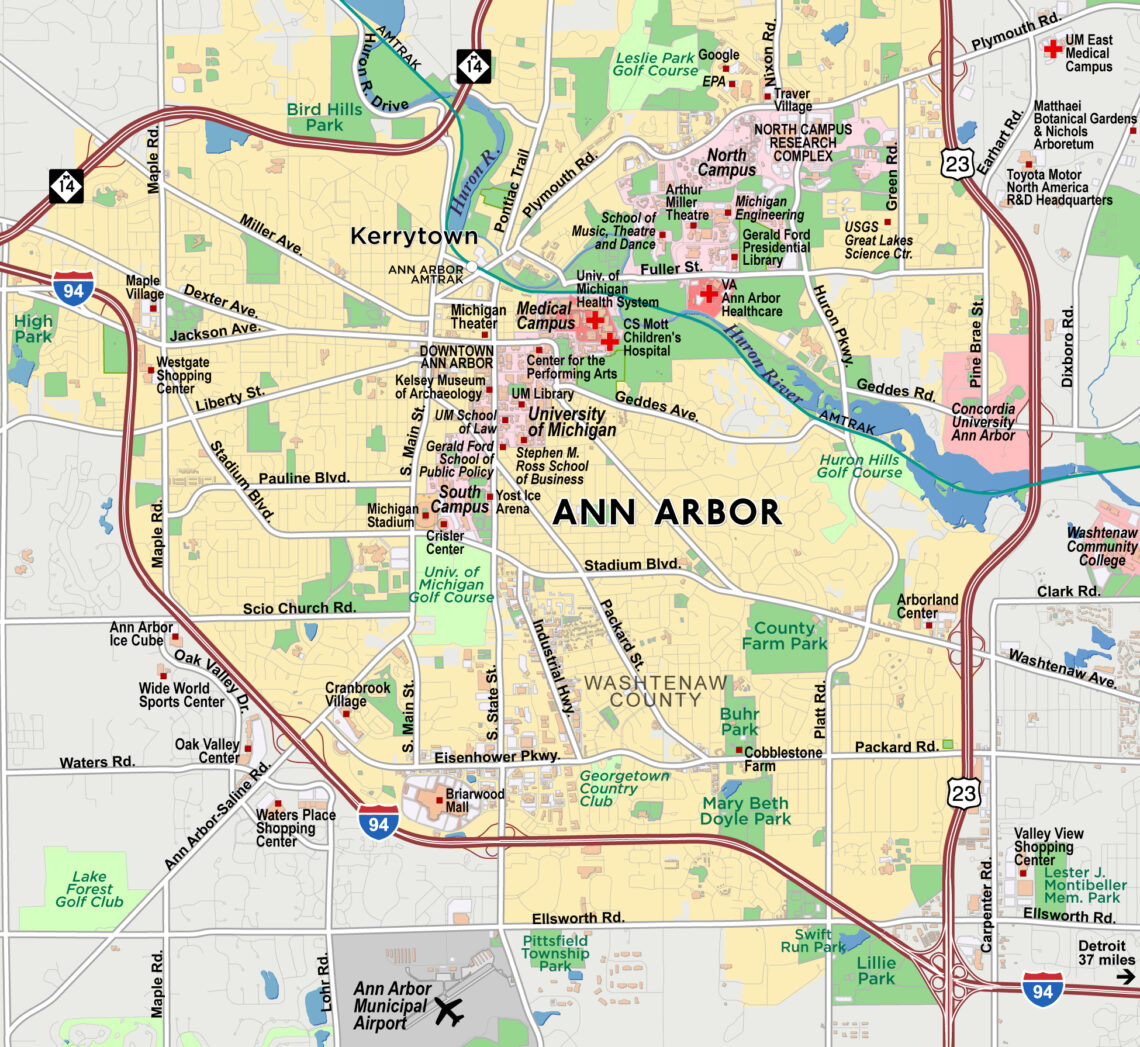 Plymouth Rd.
UM East
Medical
Campus
AMTRAK
Huron R. Drive
M
14
Leslie Park
Golf Course
Google
EPA
Nixon Rd.
Traver
Village
Bird Hills
Park
Maple Rd.
NORTH CAMPUS
RESEARCH
COMPLEX
Matthaei
Botanical Gardens
& Nichols
Arboretum
Earhart Rd.
23
Toyota Motor
North America
R&D Headquarters
M
14
Huron R.
Pontiac Trail
Plymouth Rd.
North
Campus
Green Rd.
Arthur
Miller
Theatre
Michigan
Engineering
School of
Music, Theatre
and Dance
Gerald Ford
Presidential
Library
USGS
Great Lakes
Science Ctr.
Miller Ave.
Kerrytown
ANN ARBOR
AMTRAK
Fuller St.
94
Maple
Village
Dexter Ave.
Jackson Ave.
Univ. of
Michigan
Health System
VA
Ann Arbor
Healthcare
Huron Pkwy.
High
Park
Michigan
Theater
Medical
Campus
CS Mott
Children's
Hospital
Huron River
Pine Brae St.
Dixboro Rd.
Westgate
Shopping
Center
DOWNTOWN
ANN ARBOR
Center for the
Performing Arts
Liberty St.
Kelsey Museum
of Archaeology
UM Library
Geddes Ave.
Geddes Rd.
AMTRAK
Concordia
University
Ann Arbor
S. Main St.
UM School
of Law
University
of Michigan
Gerald Ford
School of
Public Policy
Stephen M.
Ross School
of Business
Huron Hills
Golf Course
Stadium Blvd.
Pauline Blvd.
South
Campus
Yost Ice
Arena
Michigan
Stadium
ANN ARBOR
Maple Rd.
Crisler
Center
Washtenaw
Community
College
Univ. of
Michigan
Golf Course
Stadium Blvd.
Clark Rd.
Scio Church Rd.
Arborland
Center
Ann Arbor
Ice Cube
Oak Valley Dr.
Industrial Hwy.
Packard St.
County
Farm Park
Washtenaw Ave.
Wide World
Sports Center
Cranbrook
Village
S. Main St.
S. State St.
WASHTENAW
COUNTY
Buhr
Park
Platt Rd.
Oak Valley
Center
Waters Rd.
Eisenhower Pkwy.
Cobblestone
Farm
Packard Rd.
Ann Arbor-Saline Rd.
Georgetown
Country
Club
23
Waters Place
Shopping
Center
94
Briarwood
Mall
Mary Beth
Doyle Park
Valley View
Shopping
Center
Lake
Forest
Golf Club
Lester J.
Montibeller
Mem. Park
Carpenter Rd.
Ellsworth Rd.
Ellsworth Rd.
Maple Rd.
Lohr Rd.
Pittsfield
Township
Park
Swift
Run Park
Lillie
Park
Detroit
37 miles
94
Ann Arbor
Municipal
Airport